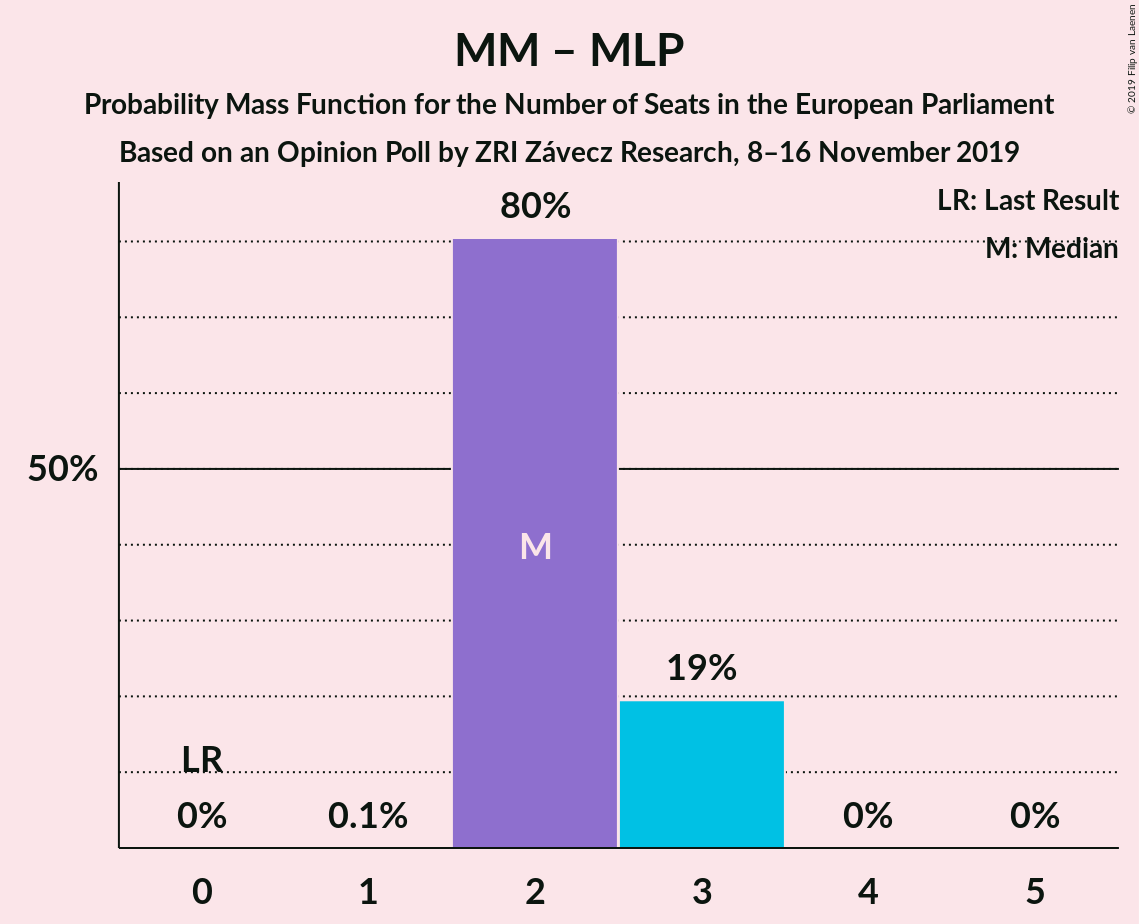 MM – MLP
Probability Mass Function for the Number of Seats in the European Parliament
Based on an Opinion Poll by ZRI Závecz Research, 8–16 November 2019
© 2019 Filip van Laenen
LR: Last Result
M: Median
80%
50%
M
19%
LR
0%
0.1%
0%
0%
0 1 2 3 4 5